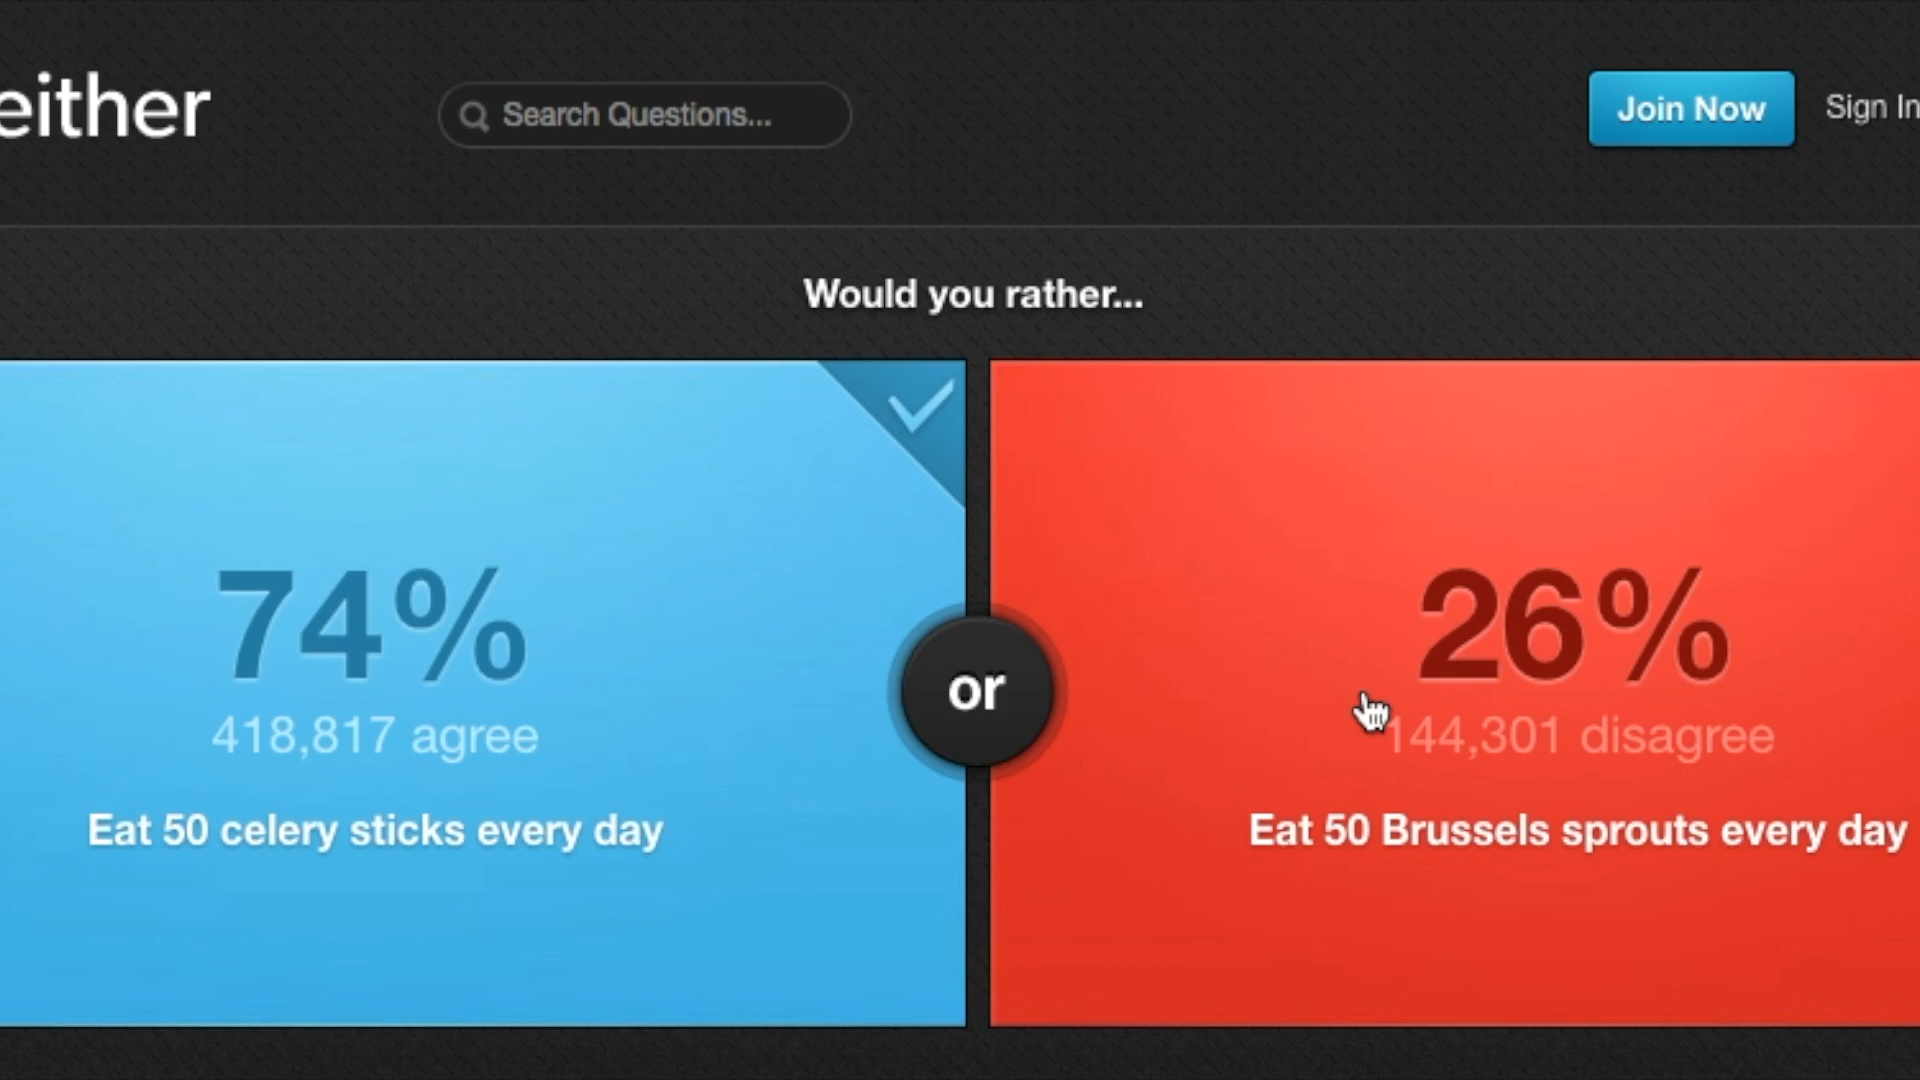 either
Search Questions...
Join Now
Sign In
Would you rather...
74%
418,817 agree
Eat 50 celery sticks every day
or
26%
144,301 disagree
Eat 50 Brussels sprouts every day